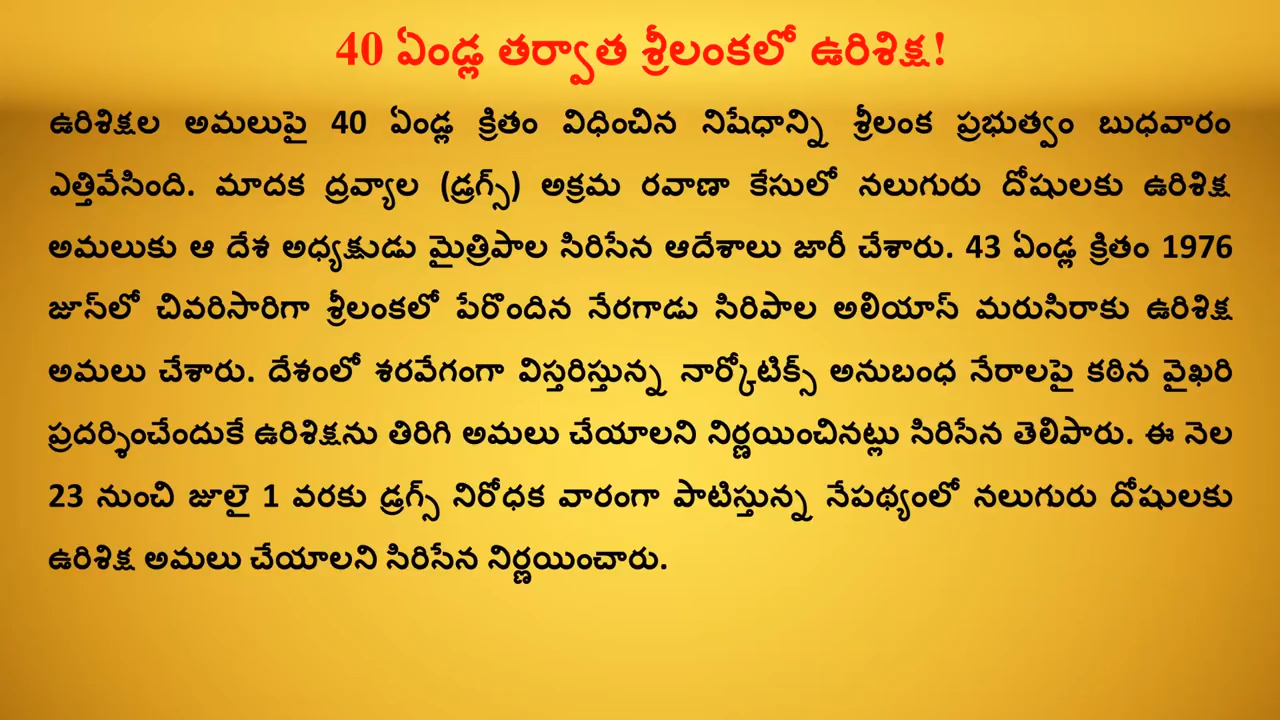 40 ఏండ్ల తర్వాత శ్రీలంకలో ఉరిశిక్ష!
ఉరిశిక్షల అమలుపై 40 ఏండ్ల క్రితం విధించిన నిషేధాన్ని శ్రీలంక ప్రభుత్వం బుధవారం
ఎత్తివేసింది. మాదక ద్రవ్యాల (డ్రగ్స్) అక్రమ రవాణా కేసులో నలుగురు దోషులకు ఉరిశిక్ష
అమలుకు ఆ దేశ అధ్యక్షుడు మైత్రిపాల సిరిసేన ఆదేశాలు జారీ చేశారు. 43 ఏండ్ల క్రితం 1976
జూస్‌లో చివరిసారిగా శ్రీలంకలో పేరొందిన నేరగాడు సిరిపాల అలియాస్ మరుసిరాకు ఉరిశిక్ష
అమలు చేశారు. దేశంలో శరవేగంగా విస్తరిస్తున్న నార్కోటిక్స్ అనుబంధ నేరాలపై కఠిన వైఖరి
ప్రదర్శించేందుకే ఉరిశిక్షను తిరిగి అమలు చేయాలని నిర్ణయించినట్లు సిరిసేన తెలిపారు. ఈ నెల
23 నుంచి జూలై 1 వరకు డ్రగ్స్ నిరోధక వారంగా పాటిస్తున్న నేపథ్యంలో నలుగురు దోషులకు
ఉరిశిక్ష అమలు చేయాలని సిరిసేన నిర్ణయించారు.